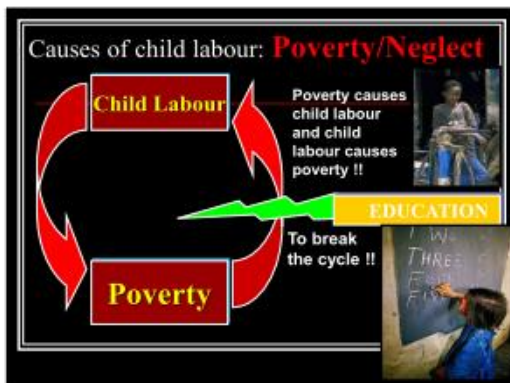 Causes of child labour: Poverty/Neglect
Child Labour
Poverty causes
child labour
and child
labour causes
poverty !!
EDUCATION
To break
the cycle !!
Poverty
T W
THREE
F
FI